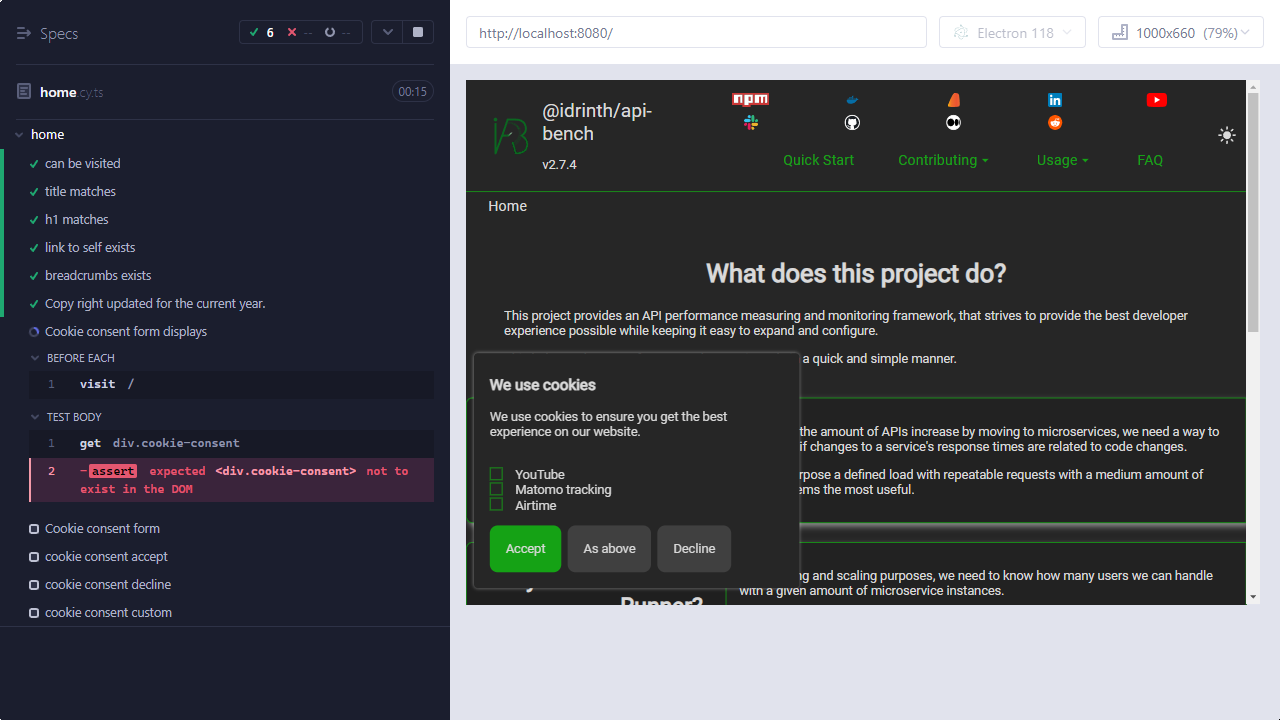 Specs
6
--
--
home.cy.ts
00:15
home
can be visited
title matches
h1 matches
link to self exists
breadcrumbs exists
Copy right updated for the current year.
Cookie consent form displays
BEFORE EACH
1 visit /
TEST BODY
1 get div.cookie-consent
2 -assert expected <div.cookie-consent> not to
exist in the DOM
Cookie consent form
cookie consent accept
cookie consent decline
cookie consent custom
http://localhost:8080/
Electron 118
1000x660 (79%)
@idrinth/api-
bench
v2.7.4
npm
Quick Start
Contributing
Usage
FAQ
Home
What does this project do?
This project provides an API performance measuring and monitoring framework, that strives to provide the best developer
experience possible while keeping it easy to expand and configure.
a quick and simple manner.
the amount of APIs increase by moving to microservices, we need a way to
if changes to a service's response times are related to code changes.
rpose a defined load with repeatable requests with a medium amount of
ems the most useful.
We use cookies
We use cookies to ensure you get the best
experience on our website.
YouTube
Matomo tracking
Airtime
Accept
As above
Decline
ng and scaling purposes, we need to know how many users we can handle
with a given amount of microservice instances.
Runner?